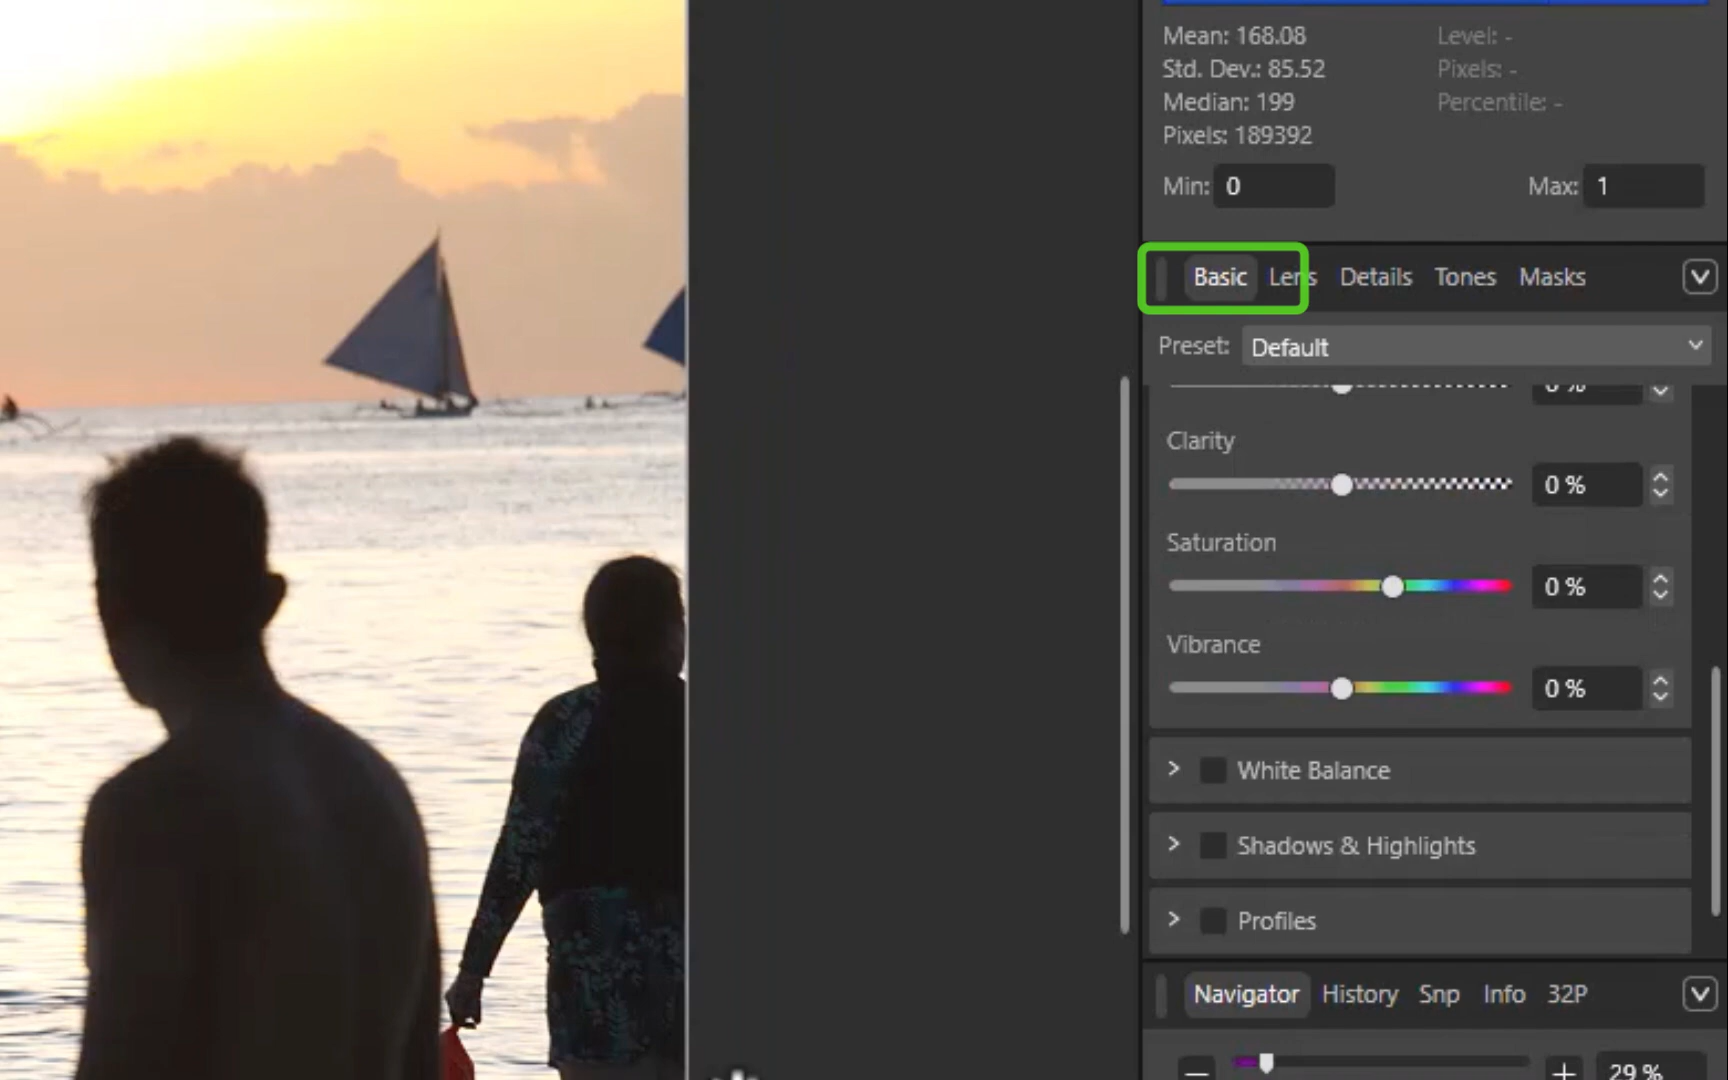 Mean: 168.08
Level: -
Std. Dev.: 85.52
Pixels: -
Median: 199
Percentile: -
Pixels: 189392
Min: 0
Max: 1
Basic Lens Details Tones Masks
Preset: Default
0 %
Clarity
0 %
Saturation
0 %
Vibrance
0 %
White Balance
Shadows & Highlights
Profiles
Navigator History Snp Info 32P
29 %